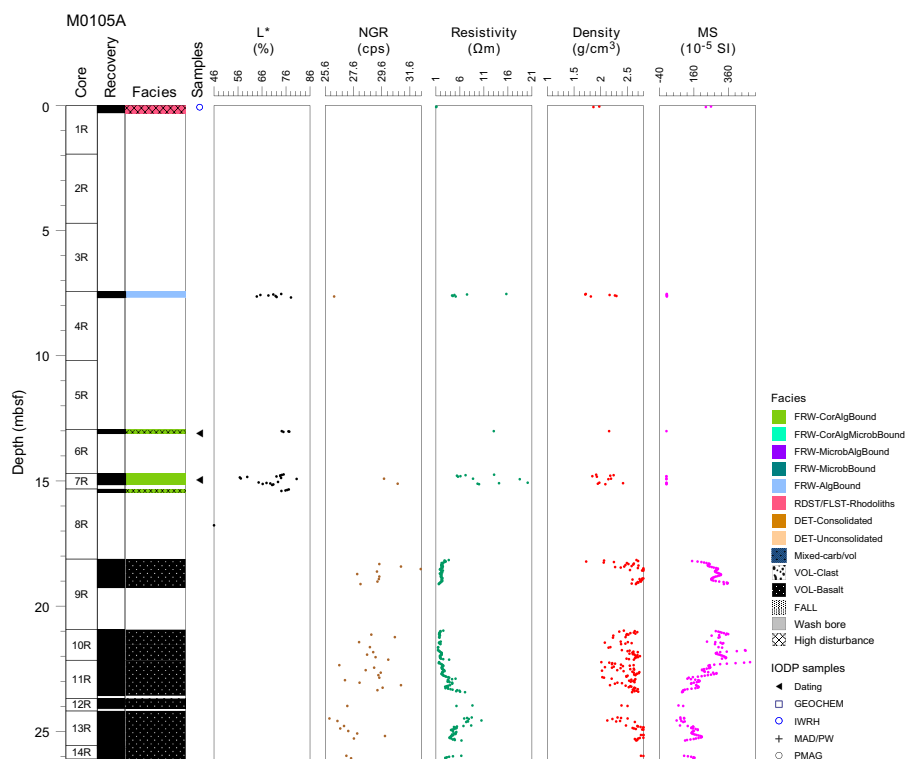 M0105A
L* NGR Resistivity Density MS
(%) (cps) (Ωm) (g/cm³) (10⁻⁵ SI)
Core Recovery Facies Samples
46 56 66 76 86 25.6 27.6 29.6 31.6 1 6 11 16 21 1 1.5 2 2.5 -40 160 360
0
1R
2R
5
3R
4R
10
5R
Depth (mbsf)
6R
7R
15
8R
9R
20
10R
11R
12R
13R
25
14R
Facies
FRW-CorAlgBound
FRW-CorAlgMicrobBound
FRW-MicrobAlgBound
FRW-MicrobBound
FRW-AlgBound
RDST/FLST-Rhodoliths
DET-Consolidated
DET-Unconsolidated
Mixed-carb/vol
VOL-Clast
VOL-Basalt
FALL
Wash bore
High disturbance
IODP samples
Dating
GEOCHEM
IWRH
MAD/PW
PMAG